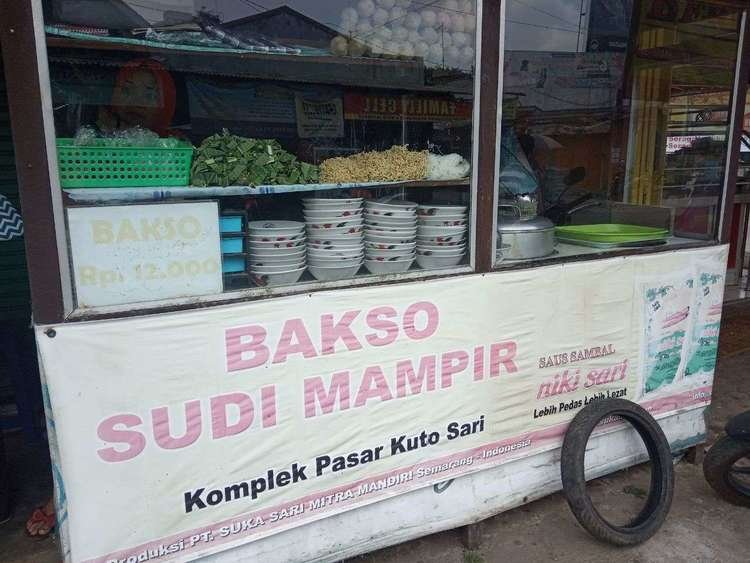 FAMILY CELL
BAKSO
Rp. 12.000
BAKSO
SUDI MAMPIR
Komplek Pasar Kuto Sari
SAUS SAMBAL
niki sari
Lebih Pedas Lebih Lezat
Produksi PT. SUKA SARI MITRA MANDIRI Semarang - Indonesia